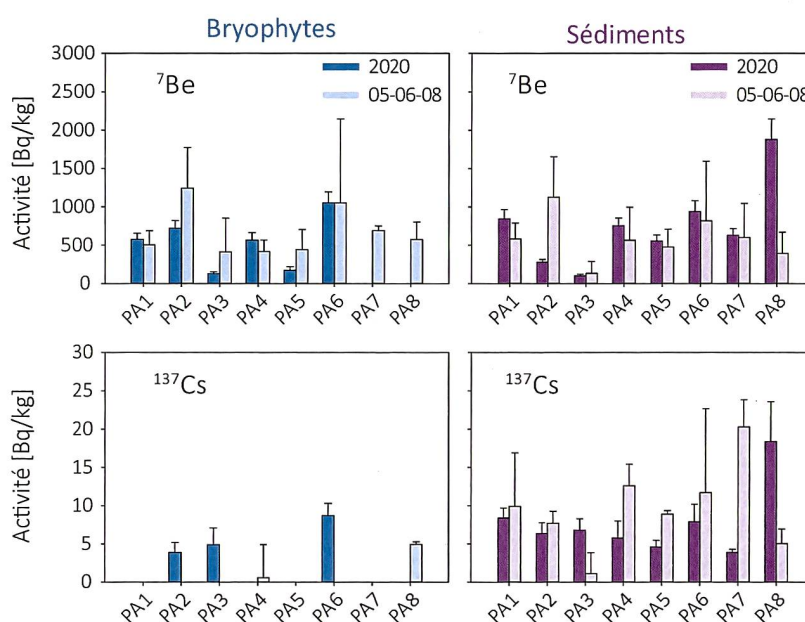 Bryophytes
Sédiments
3000
2500
2000
1500
1000
500
0
Activité [Bq/kg]
⁷Be
2020
05-06-08
PA1 PA2 PA3 PA4 PA5 PA6 PA7 PA8
⁷Be
2020
05-06-08
PA1 PA2 PA3 PA4 PA5 PA6 PA7 PA8
30
25
20
15
10
5
0
Activité [Bq/kg]
¹³⁷Cs
PA1 PA2 PA3 PA4 PA5 PA6 PA7 PA8
¹³⁷Cs
PA1 PA2 PA3 PA4 PA5 PA6 PA7 PA8